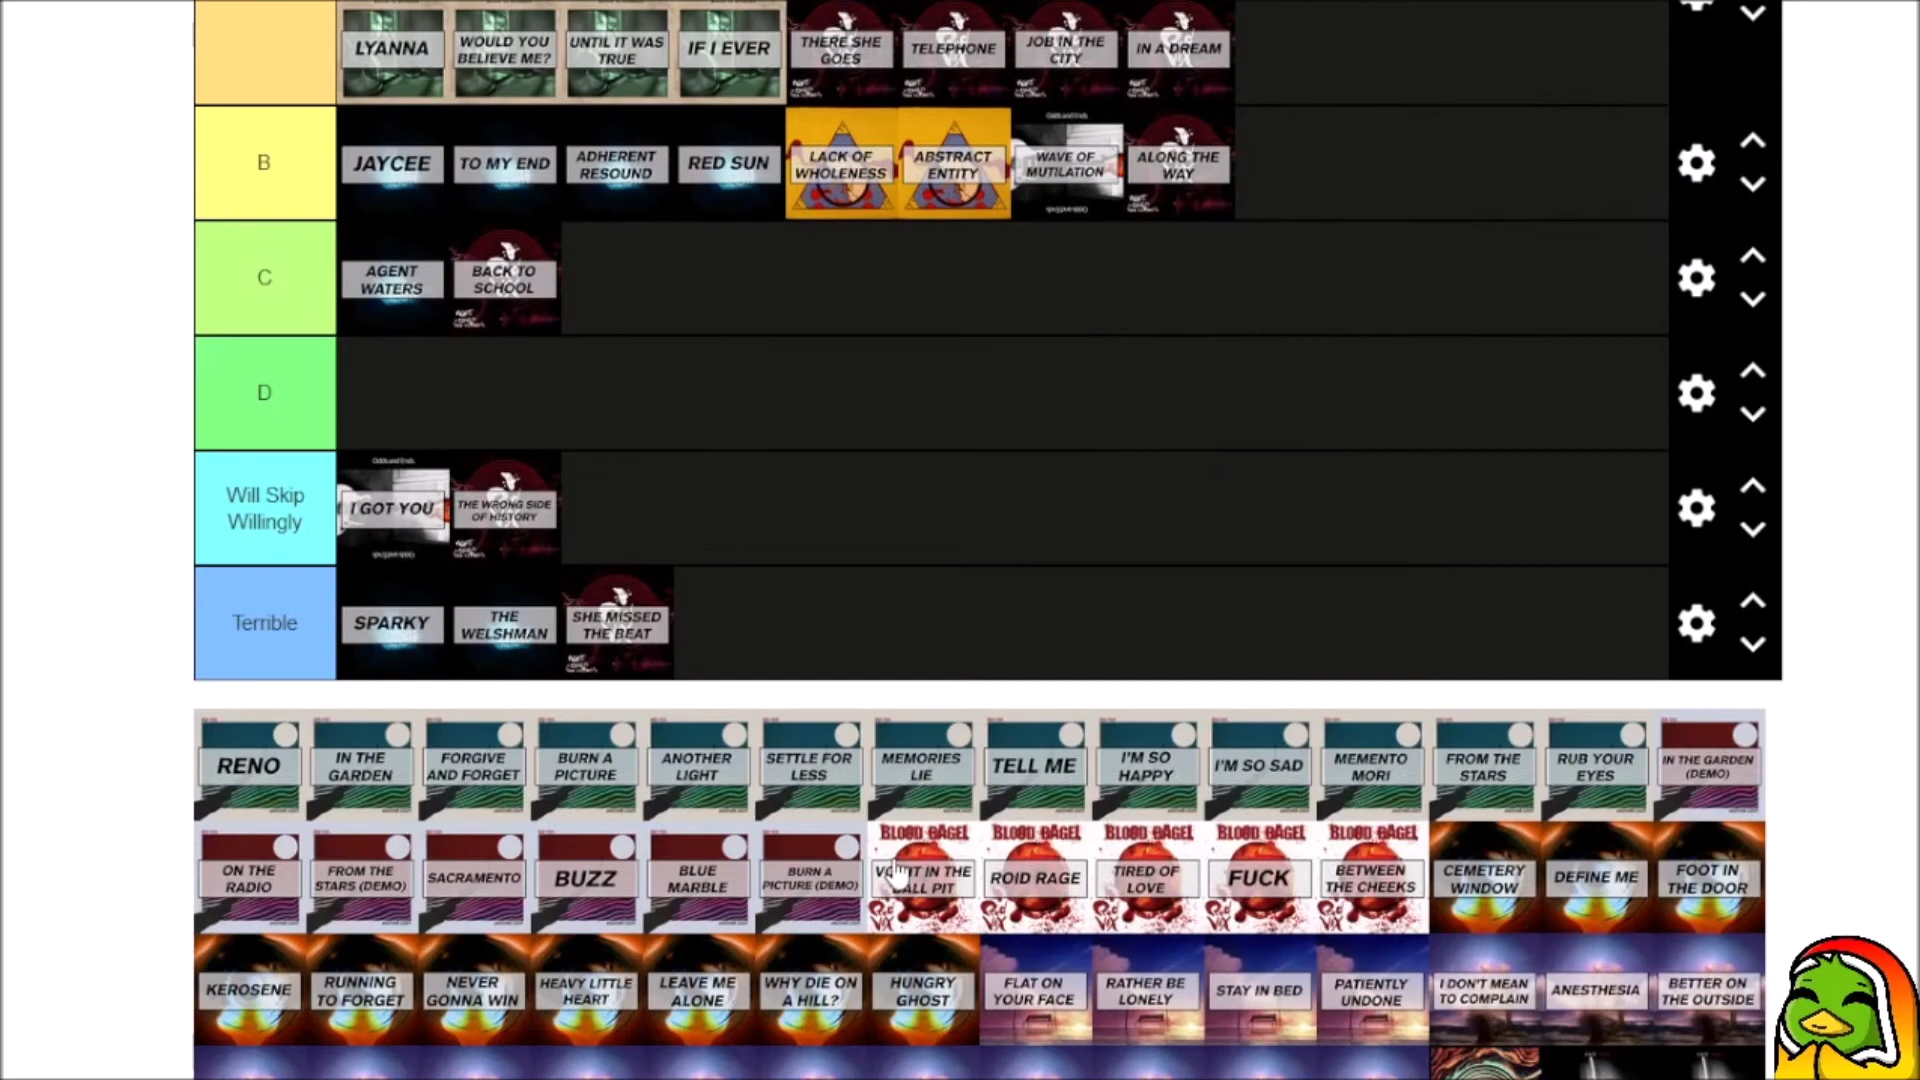 LYANNA
WOULD YOU
BELIEVE ME?
UNTIL IT WAS
TRUE
IF I EVER
THERE SHE
GOES
TELEPHONE
JOB IN THE
CITY
IN A DREAM
B
JAYCEE
TO MY END
ADHERENT
RESOUND
RED SUN
LACK OF
WHOLENESS
ABSTRACT
ENTITY
Odds and Ends
WAVE OF
MUTILATION
ALONG THE
WAY
C
AGENT
WATERS
BACK TO
SCHOOL
D
Will Skip
Willingly
Odds and Ends
I GOT YOU
THE WRONG SIDE
OF HISTORY
Terrible
SPARKY
THE
WELSHMAN
SHE MISSED
THE BEAT
RENO
IN THE
GARDEN
FORGIVE
AND FORGET
BURN A
PICTURE
ANOTHER
LIGHT
SETTLE FOR
LESS
MEMORIES
LIE
TELL ME
I'M SO
HAPPY
I'M SO SAD
MEMENTO
MORI
FROM THE
STARS
RUB YOUR
EYES
IN THE GARDEN
(DEMO)
ON THE
RADIO
FROM THE
STARS (DEMO)
SACRAMENTO
BUZZ
BLUE
MARBLE
BURN A
PICTURE (DEMO)
BLOOD BAGEL
IN THE
PIT
BLOOD BAGEL
ROID RAGE
BLOOD BAGEL
TIRED OF
LOVE
BLOOD BAGEL
FUCK
BLOOD BAGEL
BETWEEN
THE CHEEKS
CEMETERY
WINDOW
DEFINE ME
FOOT IN
THE DOOR
KEROSENE
RUNNING
TO FORGET
NEVER
GONNA WIN
HEAVY LITTLE
HEART
LEAVE ME
ALONE
WHY DIE ON
A HILL?
HUNGRY
GHOST
FLAT ON
YOUR FACE
RATHER BE
LONELY
STAY IN BED
PATIENTLY
UNDONE
I DON'T MEAN
TO COMPLAIN
ANESTHESIA
BETTER ON
THE OUTSIDE